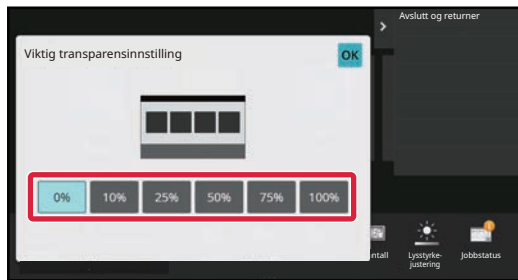 Avslutt og returner
Viktig transparensinnstilling
OK
0%
10%
25%
50%
75%
100%
ntall
Lysstyrke-
justering
Jobbstatus